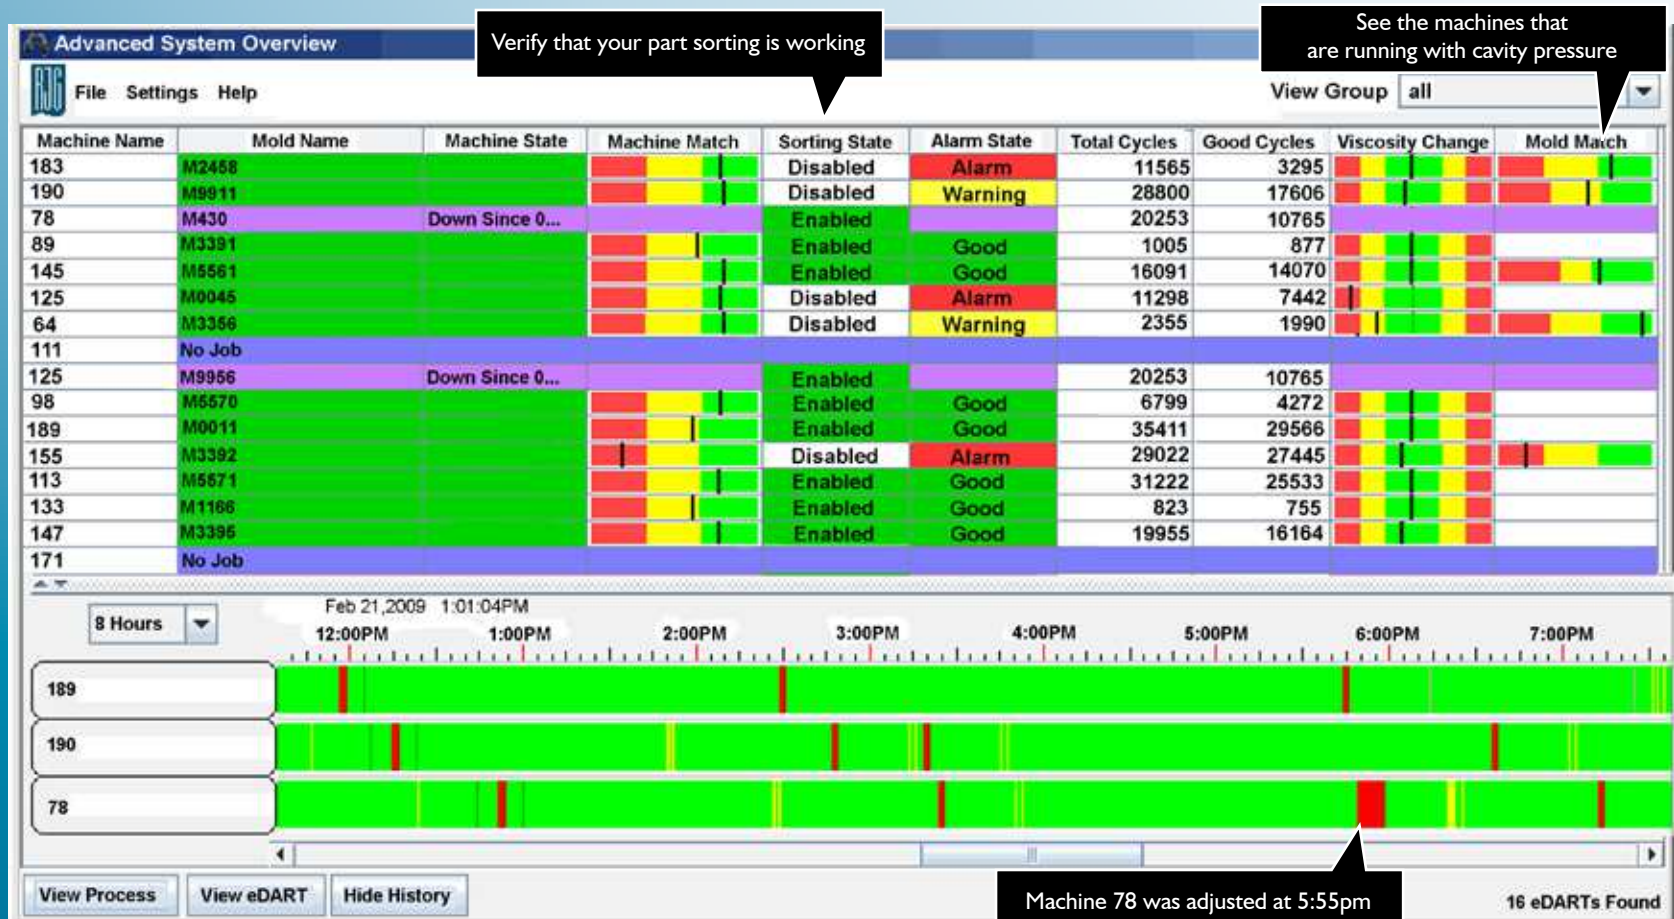 Verify that your part sorting is working
See the machines that
are running with cavity pressure
Advanced System Overview
RJG File Settings Help View Group all
Machine Name Mold Name Machine State Machine Match Sorting State Alarm State Total Cycles Good Cycles Viscosity Change Mold Match
183 M2458 Disabled Alarm 11565 3295
190 M9911 Disabled Warning 28800 17606
78 M430 Down Since 0... Enabled 20253 10765
89 M3391 Enabled Good 1005 877
145 M5561 Enabled Good 16091 14070
125 M0045 Disabled Alarm 11298 7442
64 M3356 Disabled Warning 2355 1990
111 No Job
125 M9956 Down Since 0... Enabled 20253 10765
98 M5570 Enabled Good 6799 4272
189 M0011 Enabled Good 35411 29566
155 M3392 Disabled Alarm 29022 27445
113 M5571 Enabled Good 31222 25533
133 M1166 Enabled Good 823 755
147 M3395 Enabled Good 19955 16164
171 No Job
Feb 21,2009 1:01:04PM
8 Hours 12:00PM 1:00PM 2:00PM 3:00PM 4:00PM 5:00PM 6:00PM 7:00PM
189
190
78
View Process View eDART Hide History Machine 78 was adjusted at 5:55pm 16 eDARTs Found